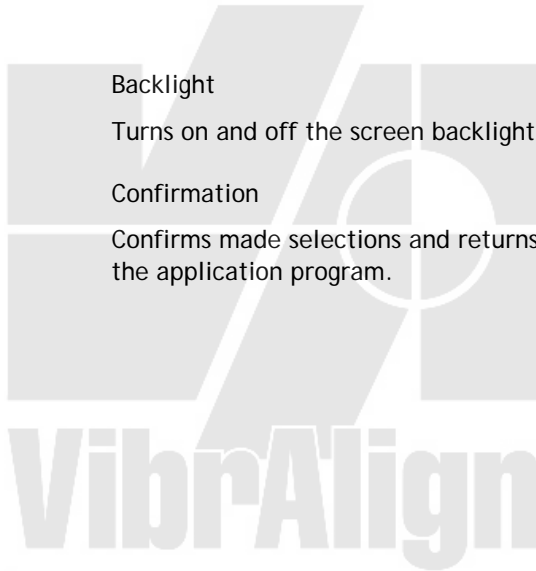 Backlight
Turns on and off the screen backlight
Confirmation
Confirms made selections and returns
the application program.
VibrAlign